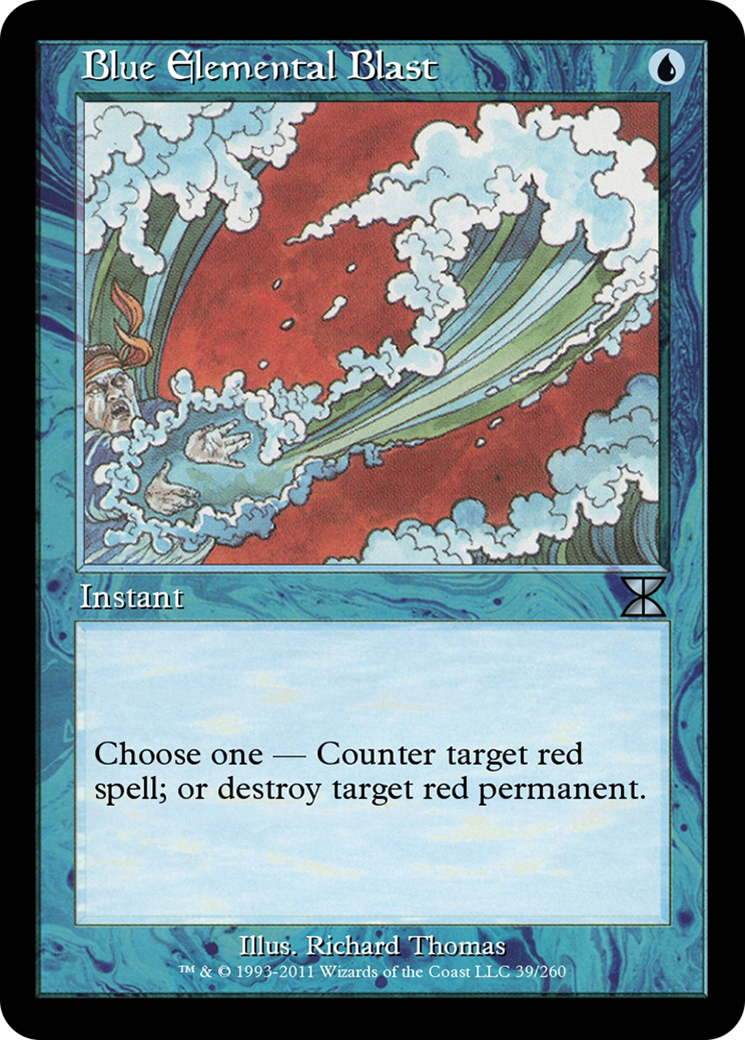 Blue Elemental Blast
Instant
Choose one — Counter target red
spell; or destroy target red permanent.
Illus. Richard Thomas
™ & © 1993-2011 Wizards of the Coast LLC 39/260